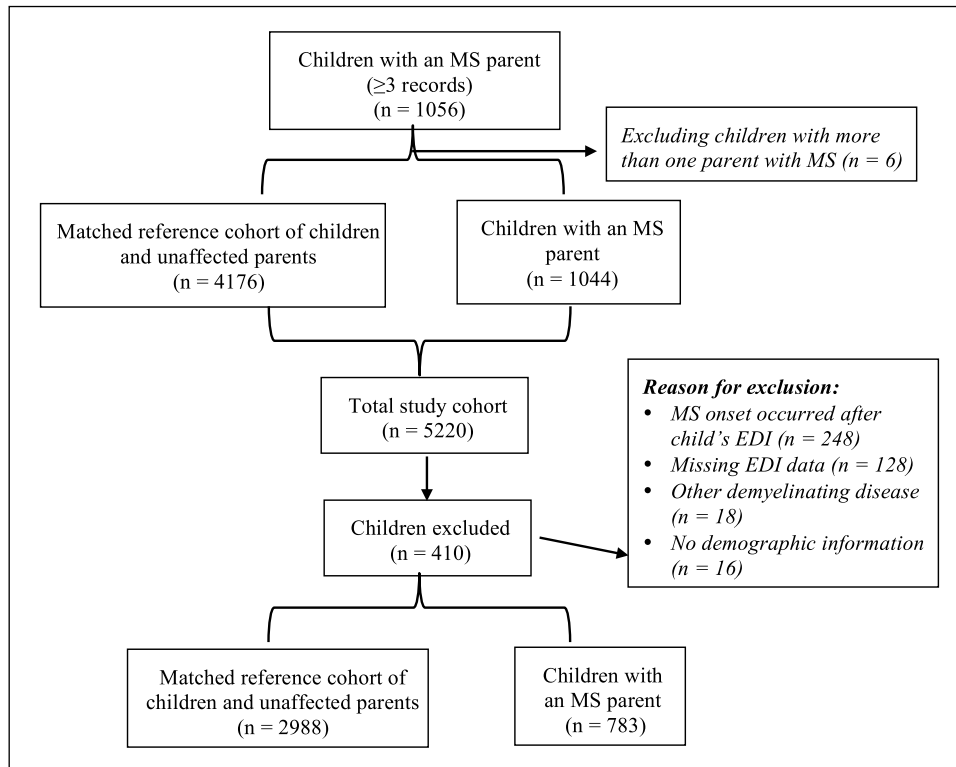 Children with an MS parent
(≥3 records)
(n = 1056)
Excluding children with more
than one parent with MS (n = 6)
Matched reference cohort of children
and unaffected parents
(n = 4176)
Children with an MS
parent
(n = 1044)
Total study cohort
(n = 5220)
Reason for exclusion:
• MS onset occurred after
child's EDI (n = 248)
• Missing EDI data (n = 128)
• Other demyelinating disease
(n = 18)
• No demographic information
(n = 16)
Children excluded
(n = 410)
Matched reference cohort of
children and unaffected parents
(n = 2988)
Children with
an MS parent
(n = 783)